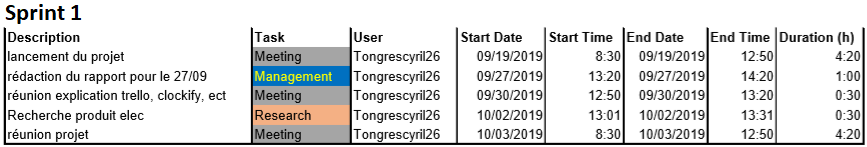 Sprint 1
Description Task User Start Date Start Time End Date End Time Duration (h)
lancement du projet Meeting Tongrescyril26 09/19/2019 8:30 09/19/2019 12:50 4:20
rédaction du rapport pour le 27/09 Management Tongrescyril26 09/27/2019 13:20 09/27/2019 14:20 1:00
réunion explication trello, clockify, ect Meeting Tongrescyril26 09/30/2019 12:50 09/30/2019 13:20 0:30
Recherche produit elec Research Tongrescyril26 10/02/2019 13:01 10/02/2019 13:31 0:30
réunion projet Meeting Tongrescyril26 10/03/2019 8:30 10/03/2019 12:50 4:20